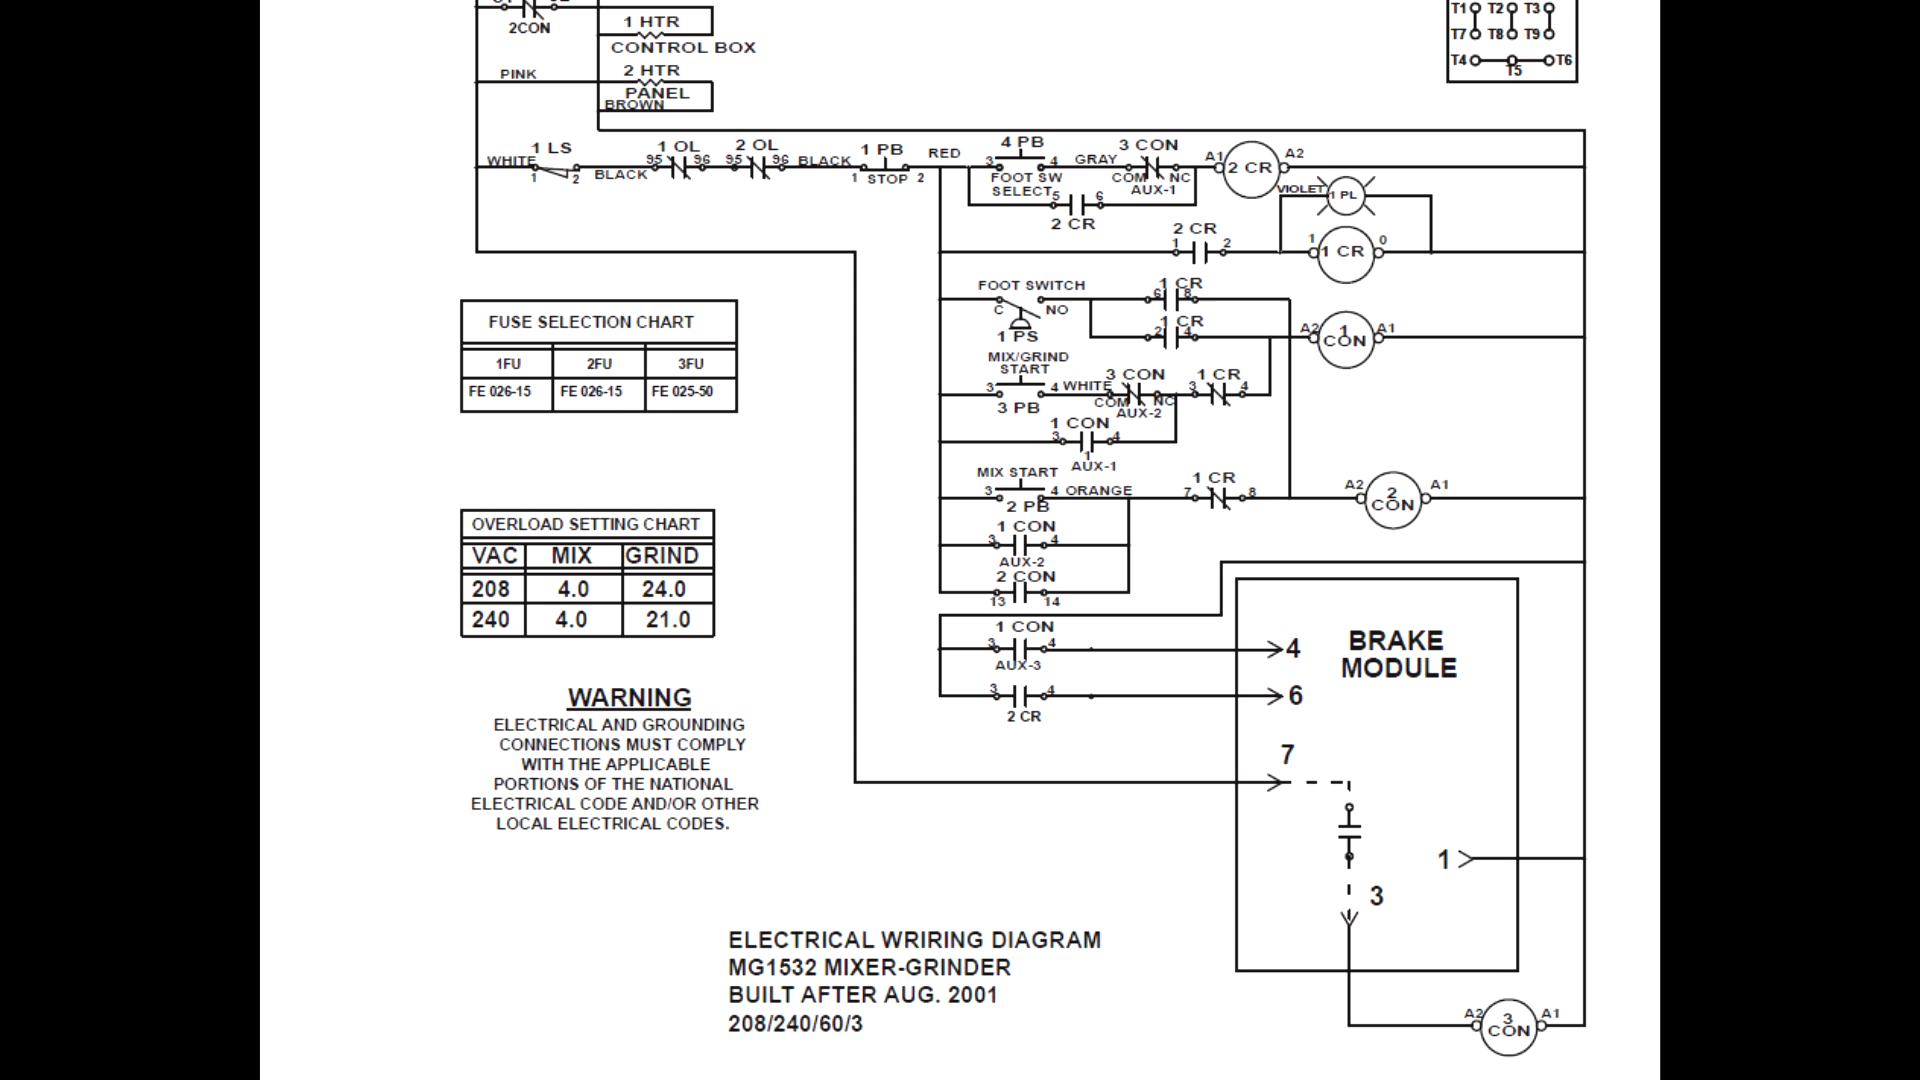 2CON
1 HTR
CONTROL BOX
PINK
2 HTR
PANEL
BROWN
T1 T2 T3
T7 T8 T9
T4 T5 T6
WHITE
1 LS
1 2
BLACK
1 OL
95 96
2 OL
95 96
BLACK
1 PB
STOP
1 2
RED
4 PB
3 4
FOOT SW
SELECT
GRAY
3 CON
COM NC
AUX-1
5 6
2 CR
A1 2 CR A2
VIOLET
1 PL
2 CR
1 2
1 1 CR 0
FOOT SWITCH
C NO
1 PS
1 CR
6 8
1 CR
2 4
A2 1 CON A1
MIX/GRIND
START
3 4
3 PB
WHITE
3 CON
COM NC
AUX-2
1 CR
3 4
1 CON
3 4
1
AUX-1
MIX START
3 4
2 PB
ORANGE
1 CR
7 8
A2 2 CON A1
1 CON
3 4
AUX-2
2 CON
13 14
1 CON
3 4
AUX-3
3 4
2 CR
4
6
7
3
1
BRAKE
MODULE
A2 3 CON A1
FUSE SELECTION CHART
1FU 2FU 3FU
FE 026-15 FE 026-15 FE 025-50
OVERLOAD SETTING CHART
VAC MIX GRIND
208 4.0 24.0
240 4.0 21.0
WARNING
ELECTRICAL AND GROUNDING
CONNECTIONS MUST COMPLY
WITH THE APPLICABLE
PORTIONS OF THE NATIONAL
ELECTRICAL CODE AND/OR OTHER
LOCAL ELECTRICAL CODES.
ELECTRICAL WRIRING DIAGRAM
MG1532 MIXER-GRINDER
BUILT AFTER AUG. 2001
208/240/60/3